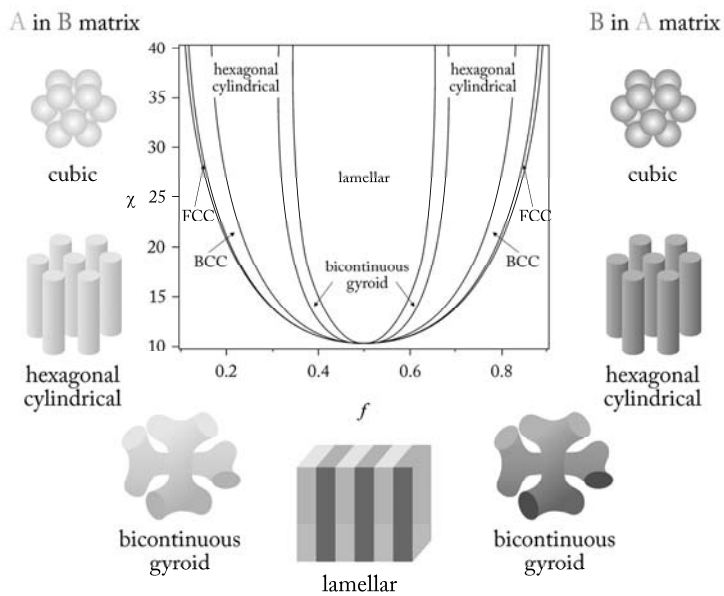 A in B matrix
B in A matrix
cubic
hexagonal
cylindrical
40
35
30
25
20
15
10
χ
hexagonal
cylindrical
hexagonal
cylindrical
lamellar
FCC
FCC
BCC
BCC
bicontinuous
gyroid
0.2
0.4
0.6
0.8
f
cubic
hexagonal
cylindrical
bicontinuous
gyroid
lamellar
bicontinuous
gyroid